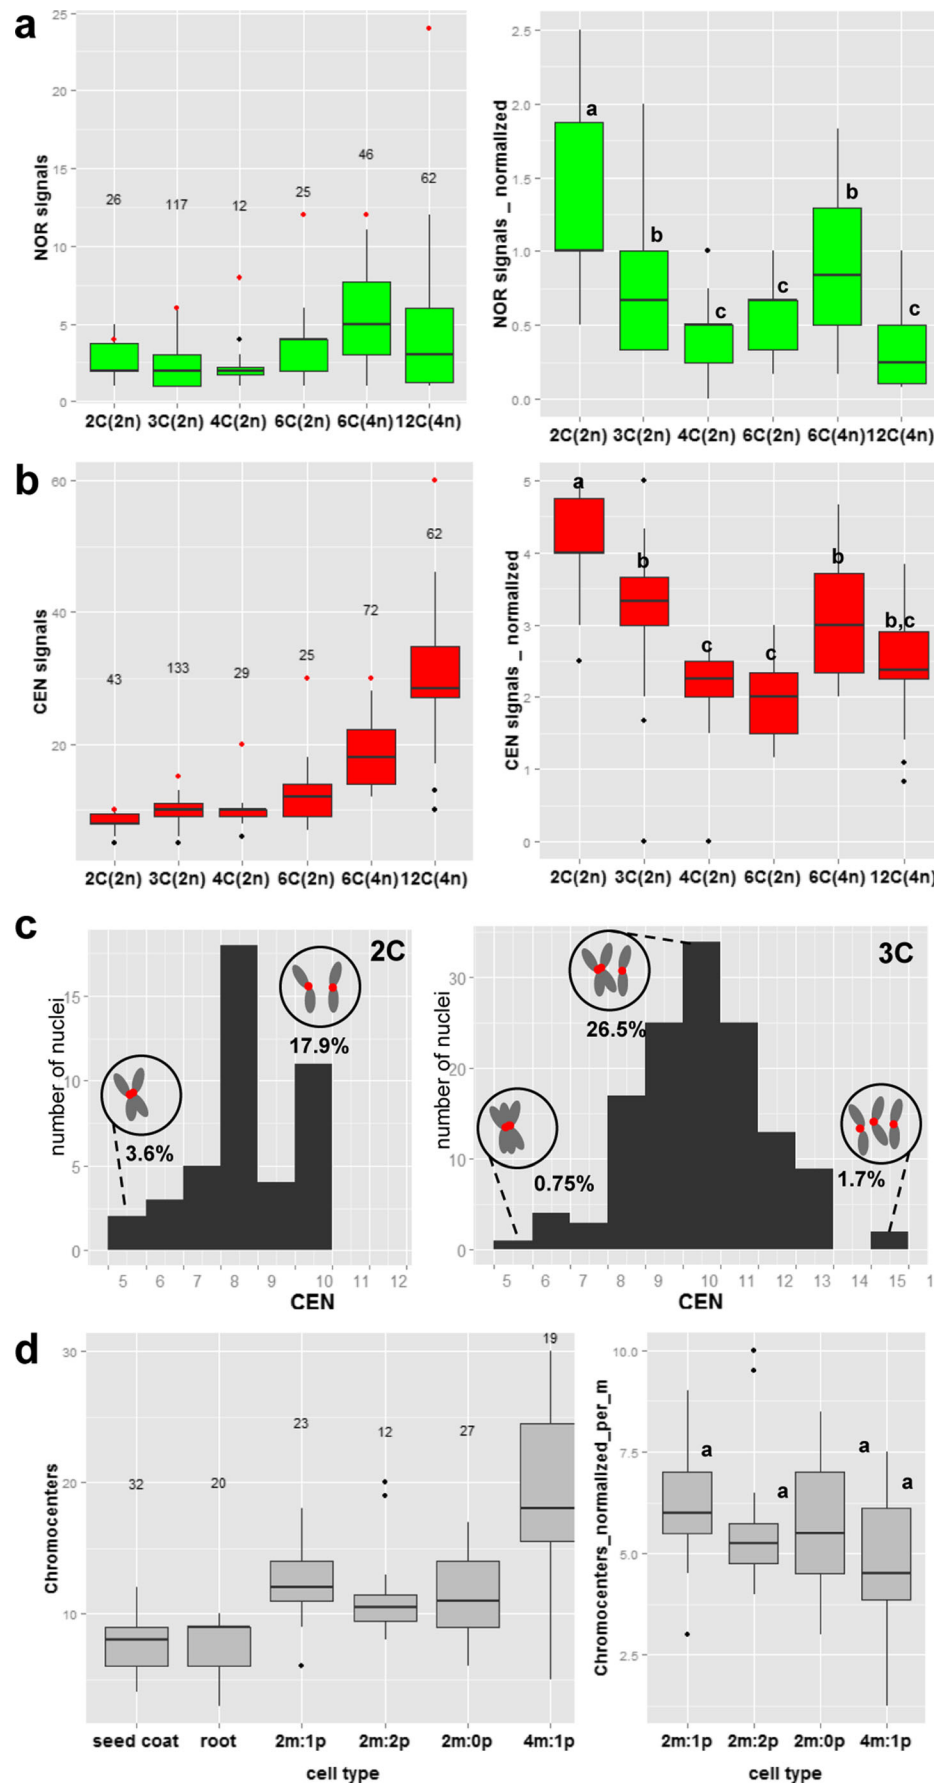 a
25
20
15
10
5
0
NOR signals
26
117
12
25
46
62
2C(2n) 3C(2n) 4C(2n) 6C(2n) 6C(4n) 12C(4n)
2.5
2.0
1.5
1.0
0.5
0.0
NOR signals _ normalized
a
b
c
c
b
c
2C(2n) 3C(2n) 4C(2n) 6C(2n) 6C(4n) 12C(4n)
b
60
40
20
CEN signals
43
133
29
25
72
62
2C(2n) 3C(2n) 4C(2n) 6C(2n) 6C(4n) 12C(4n)
5
4
3
2
1
0
CEN signals _ normalized
a
b
c
c
b
b,c
2C(2n) 3C(2n) 4C(2n) 6C(2n) 6C(4n) 12C(4n)
c
2C
number of nuclei
15
10
5
0
3.6%
17.9%
5 6 7 8 9 10 11 12
CEN
3C
number of nuclei
30
20
10
0
26.5%
0.75%
1.7%
5 6 7 8 9 10 11 12 13 14 15 1
CEN
d
30
20
10
Chromocenters
32
20
23
12
27
19
seed coat root 2m:1p 2m:2p 2m:0p 4m:1p
cell type
10.0
7.5
5.0
2.5
Chromocenters_normalized_per_m
a
a
a
a
2m:1p 2m:2p 2m:0p 4m:1p
cell type